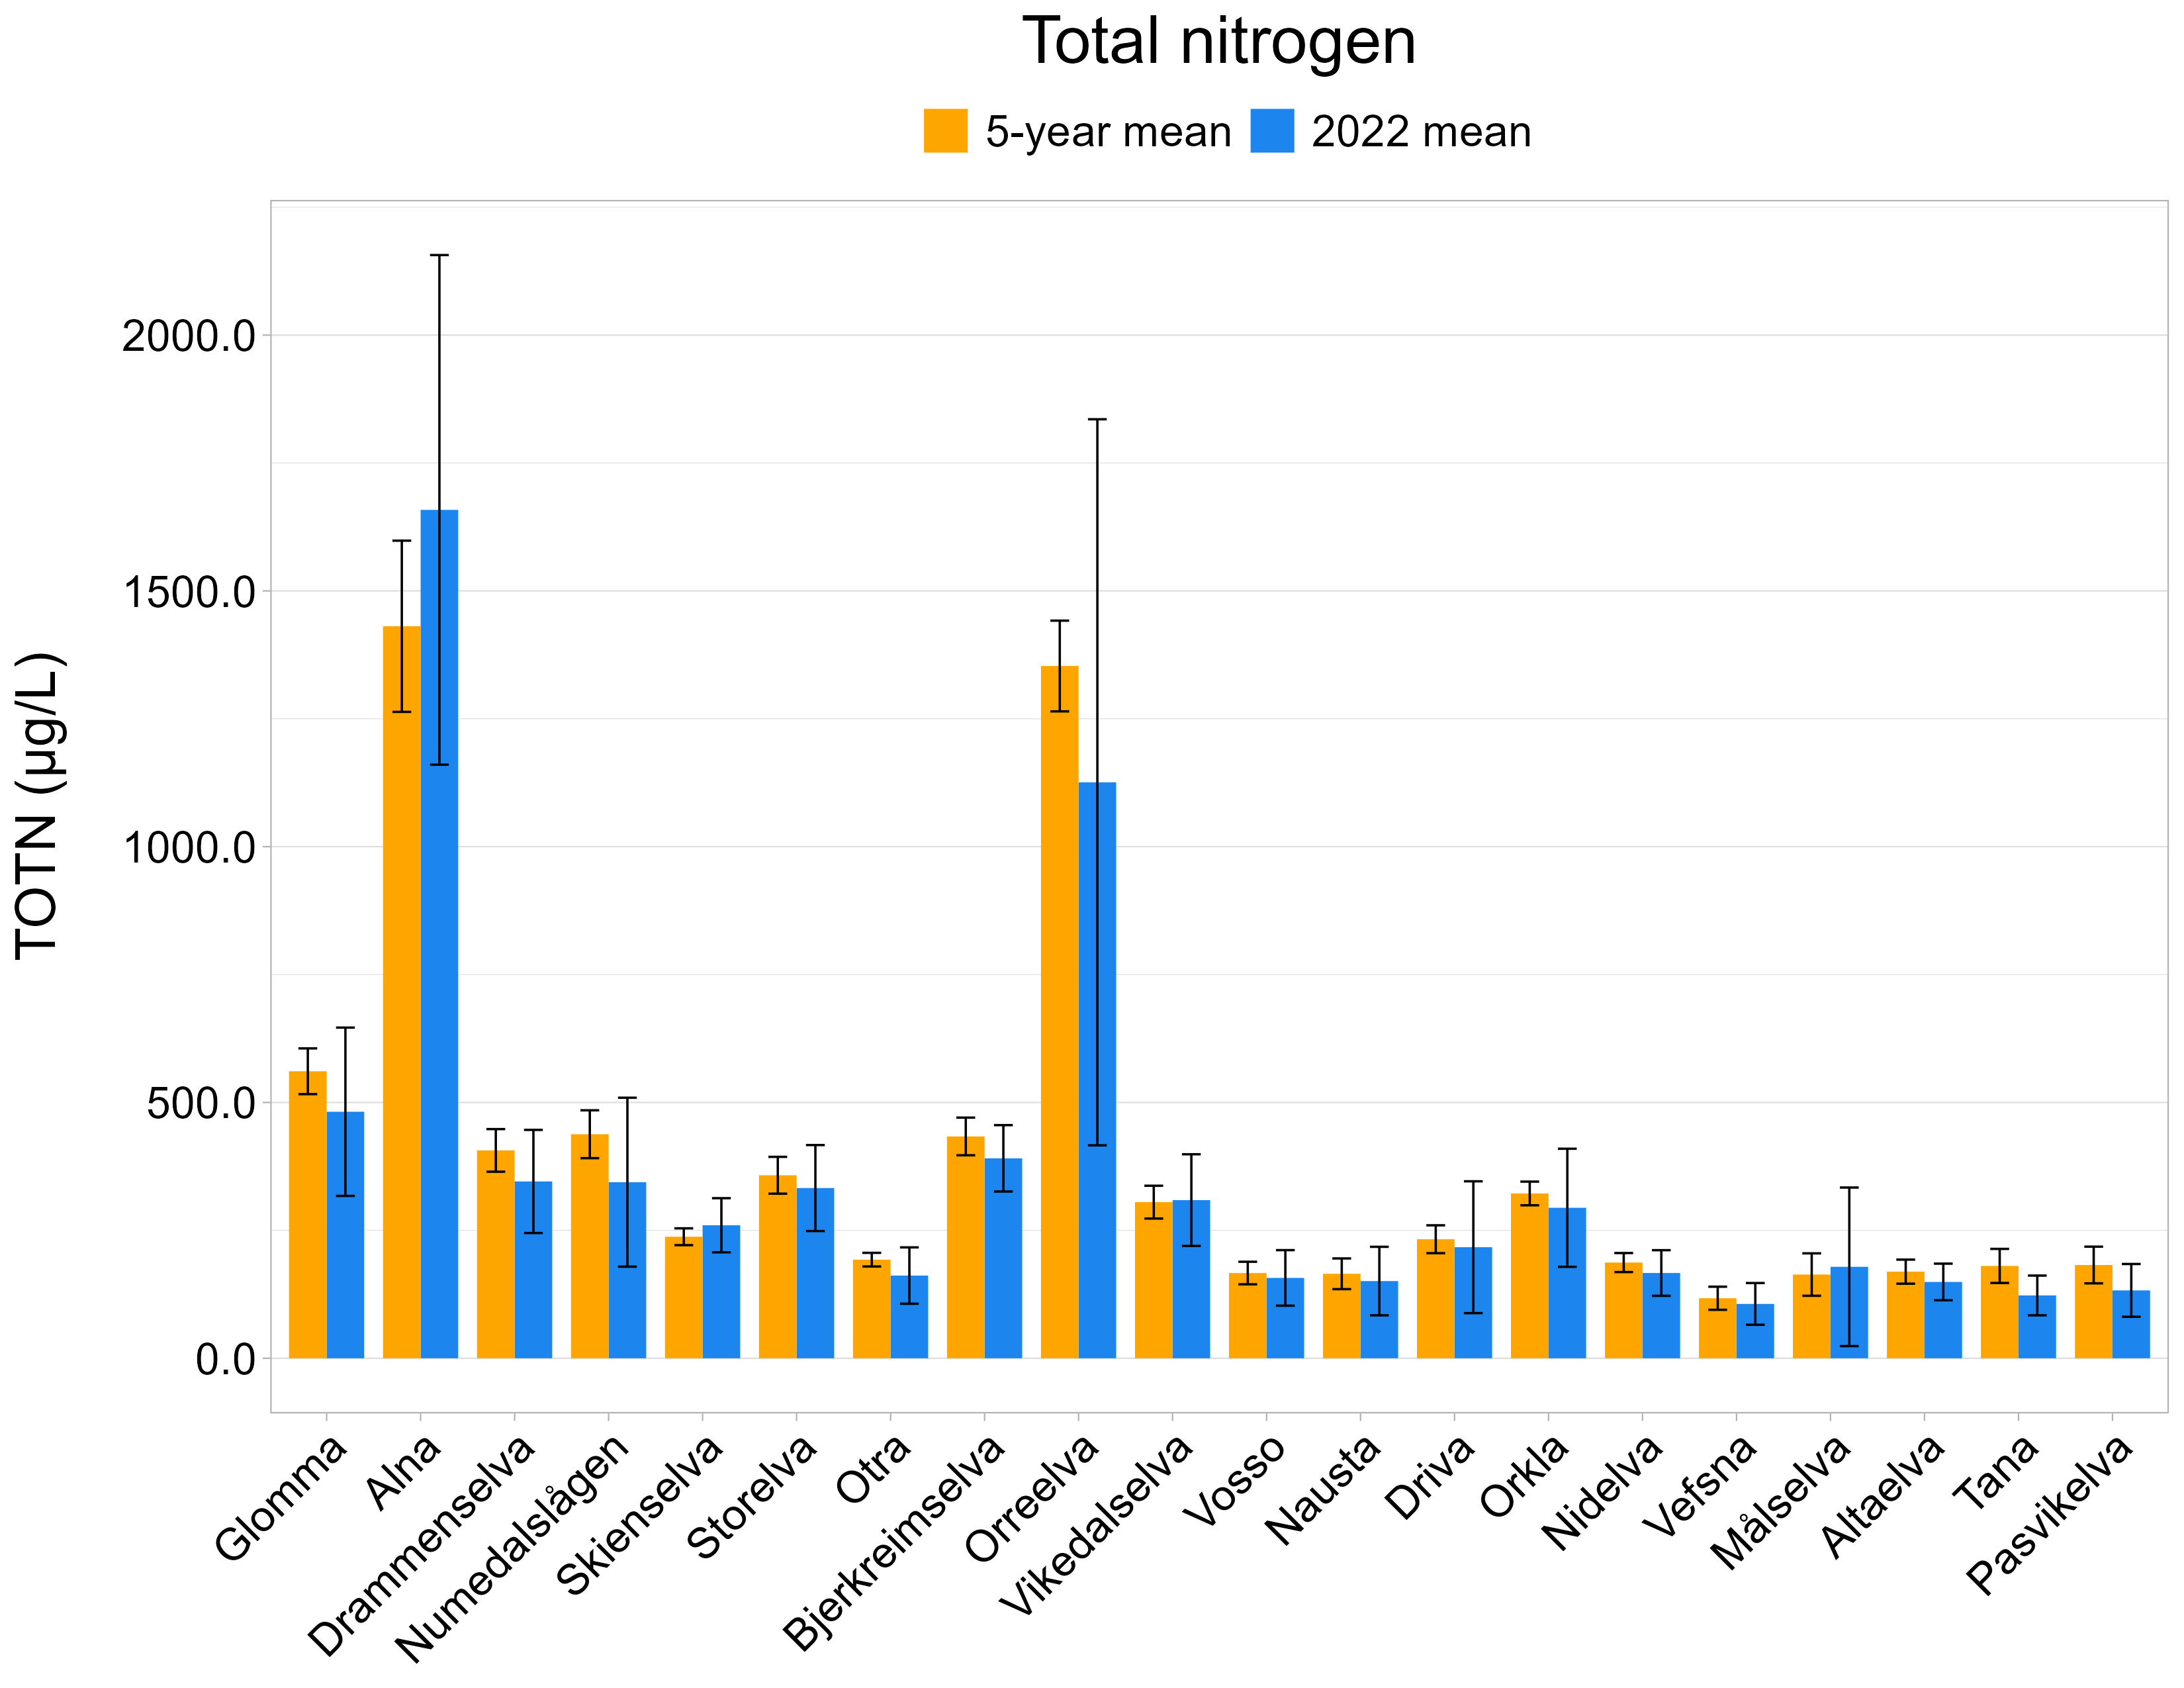 Total nitrogen
5-year mean 2022 mean
TOTN (µg/L)
2000.0
1500.0
1000.0
500.0
0.0
Glomma
Alna
Drammenselva
Numedalslågen
Skienselva
Storelva
Otra
Bjerkreimselva
Orreelva
Vikedalselva
Vosso
Nausta
Driva
Orkla
Nidelva
Vefsna
Målselva
Altaelva
Tana
Pasvikelva